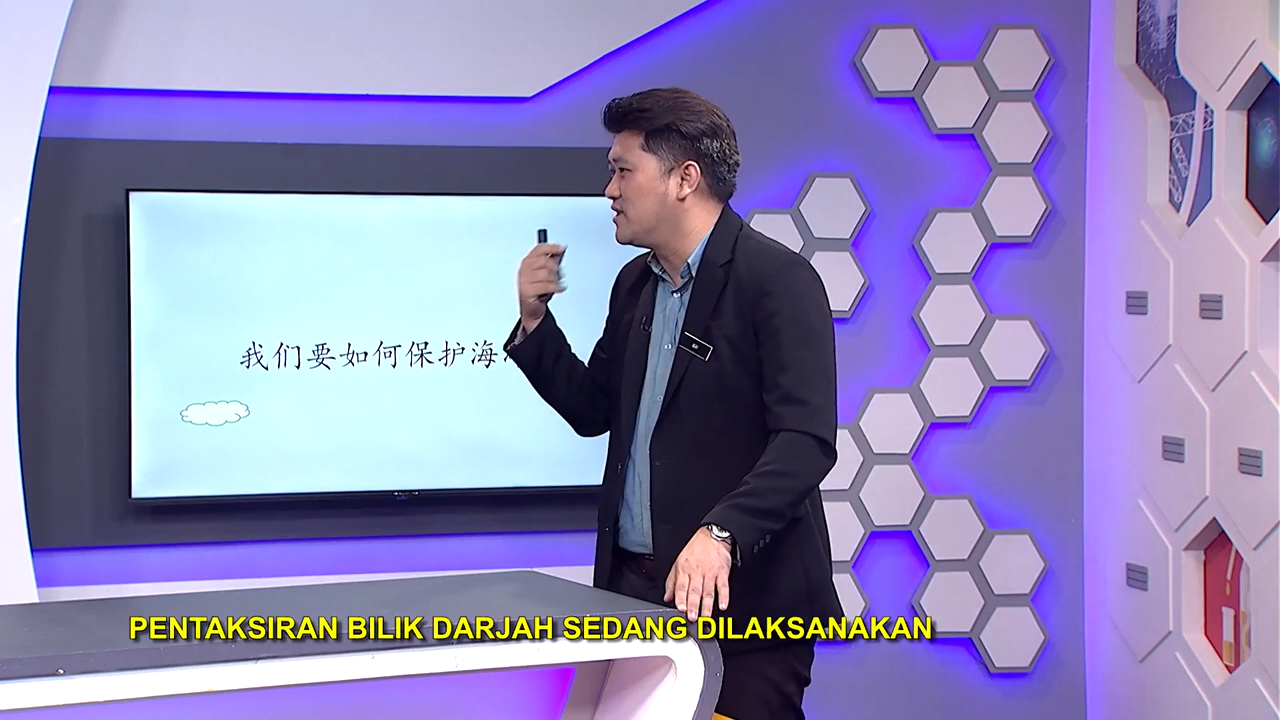 我们要如何保护海
PENTAKSIRAN BILIK DARJAH SEDANG DILAKSANAKAN